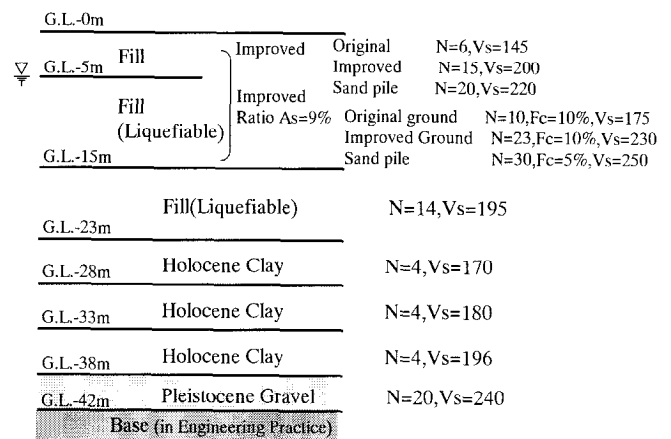 G.L.-0m
Fill Improved Original N=6,Vs=145
G.L.-5m Improved N=15,Vs=200
Sand pile N=20,Vs=220
Fill
(Liquefiable)
Improved
Ratio As=9%
Original ground N=10,Fc=10%,Vs=175
Improved Ground N=23,Fc=10%,Vs=230
G.L.-15m Sand pile N=30,Fc=5%,Vs=250
Fill(Liquefiable) N=14,Vs=195
G.L.-23m
G.L.-28m Holocene Clay N=4,Vs=170
G.L.-33m Holocene Clay N=4,Vs=180
G.L.-38m Holocene Clay N=4,Vs=196
G.L.-42m Pleistocene Gravel N=20,Vs=240
Base (in Engineering Practice)